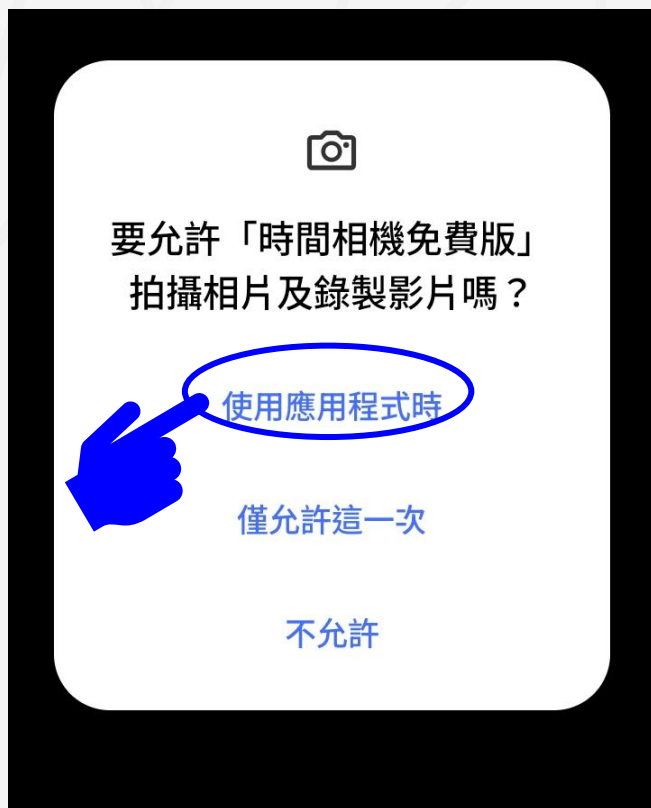 要允許「時間相機免費版」
拍攝相片及錄製影片嗎？
使用應用程式時
僅允許這一次
不允許